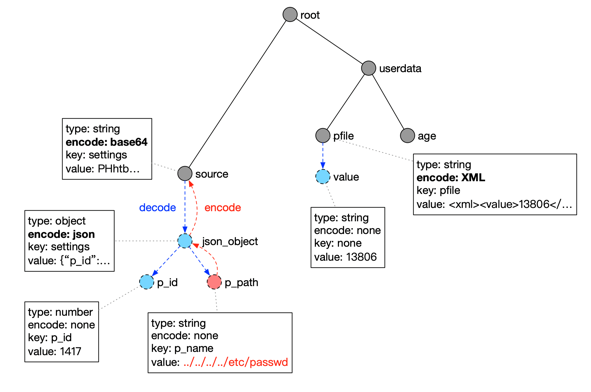 root
userdata
type: string
encode: base64
key: settings
value: PHhtb...
source
pfile
age
decode
encode
value
type: string
encode: XML
key: pfile
value: <xml><value>13806</...
type: object
encode: json
key: settings
value: {“p_id”:...
json_object
type: string
encode: none
key: none
value: 13806
p_id
p_path
type: number
encode: none
key: p_id
value: 1417
type: string
encode: none
key: p_name
value: ../../../../etc/passwd